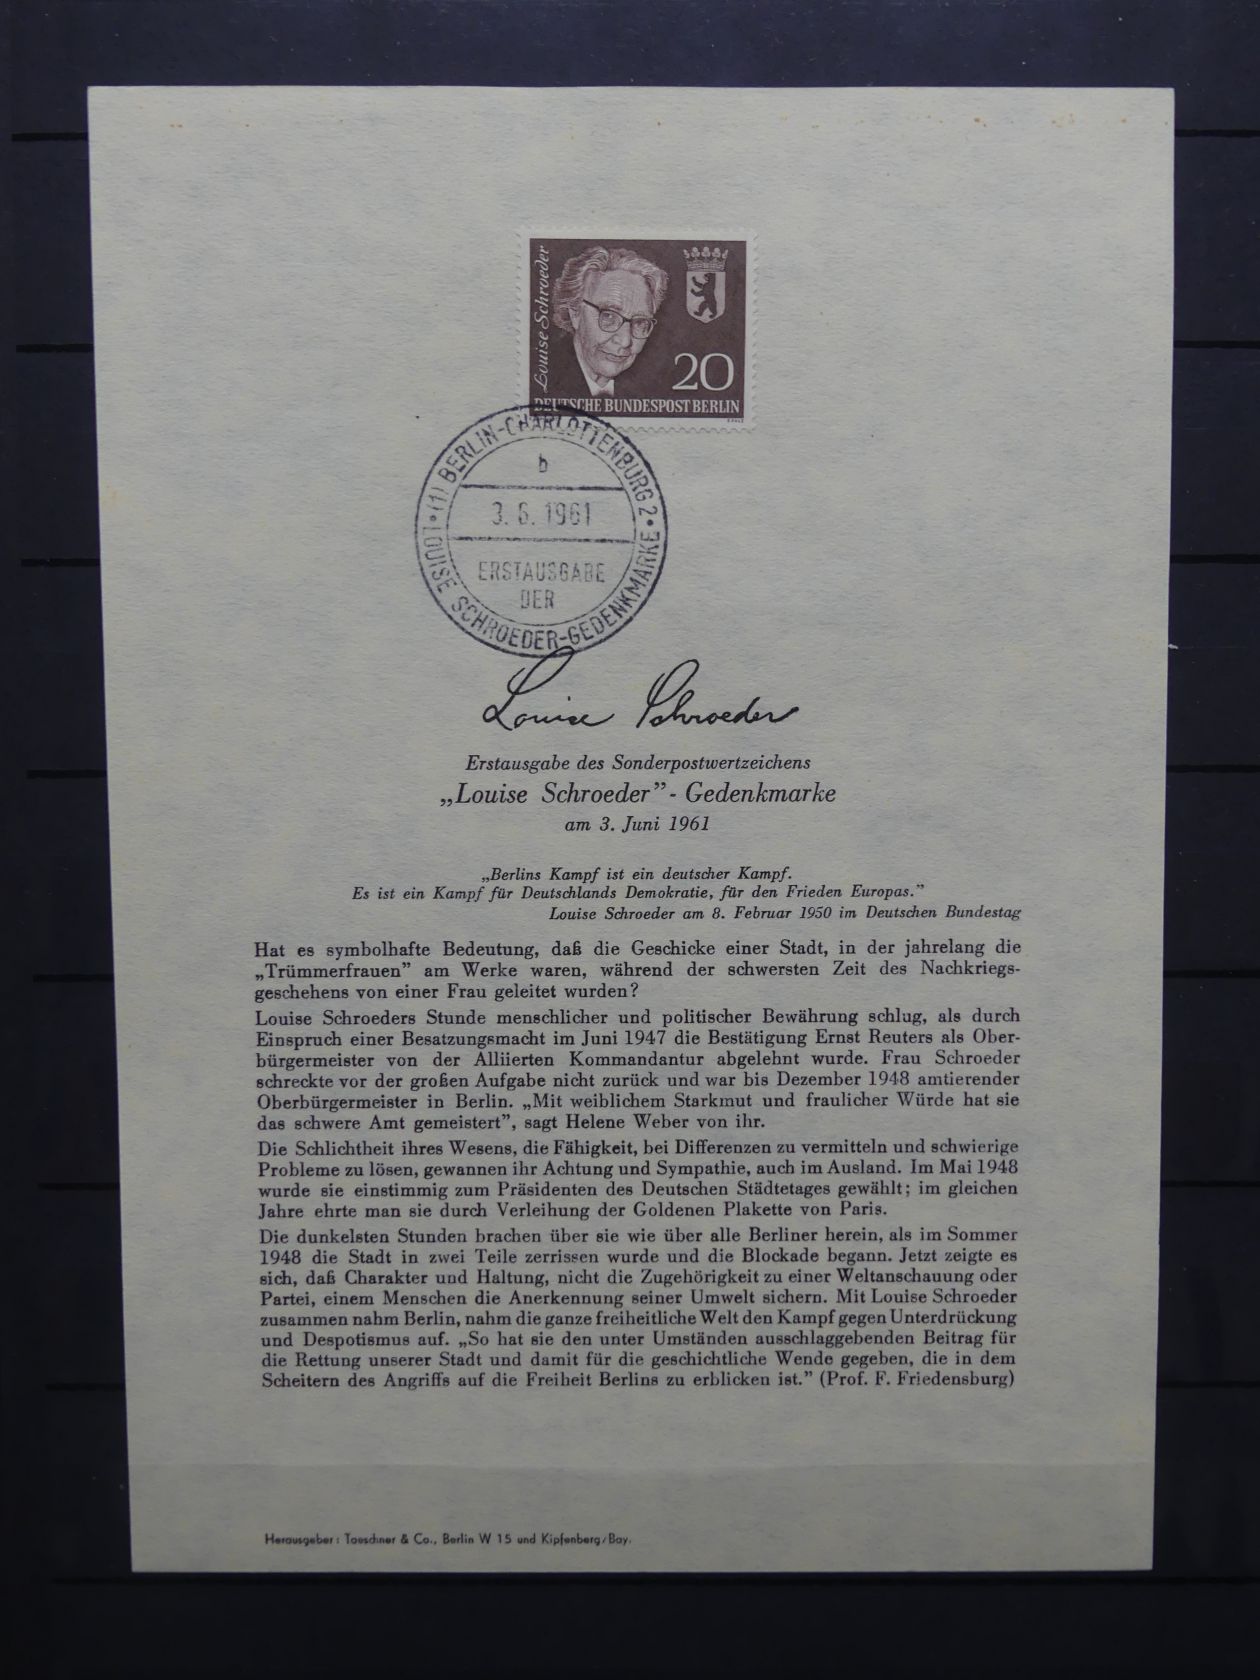 Louise Schroeder
20
DEUTSCHE BUNDESPOST BERLIN
(1) BERLIN-CHARLOTTENBURG 2
b
3. 6. 1961
ERSTAUSGABE
DER
LOUISE SCHROEDER-GEDENKMARKE
Louise Schroeder
Erstausgabe des Sonderpostwertzeichens
„Louise Schroeder”- Gedenkmarke
am 3. Juni 1961
„Berlins Kampf ist ein deutscher Kampf.
Es ist ein Kampf für Deutschlands Demokratie, für den Frieden Europas.”
Louise Schroeder am 8. Februar 1950 im Deutschen Bundestag
Hat es symbolhafte Bedeutung, daß die Geschicke einer Stadt, in der jahrelang die
„Trümmerfrauen” am Werke waren, während der schwersten Zeit des Nachkriegs-
geschehens von einer Frau geleitet wurden?
Louise Schroeders Stunde menschlicher und politischer Bewährung schlug, als durch
Einspruch einer Besatzungsmacht im Juni 1947 die Bestätigung Ernst Reuters als Ober-
bürgermeister von der Alliierten Kommandantur abgelehnt wurde. Frau Schroeder
schreckte vor der großen Aufgabe nicht zurück und war bis Dezember 1948 amtierender
Oberbürgermeister in Berlin. „Mit weiblichem Starkmut und fraulicher Würde hat sie
das schwere Amt gemeistert”, sagt Helene Weber von ihr.
Die Schlichtheit ihres Wesens, die Fähigkeit, bei Differenzen zu vermitteln und schwierige
Probleme zu lösen, gewannen ihr Achtung und Sympathie, auch im Ausland. Im Mai 1948
wurde sie einstimmig zum Präsidenten des Deutschen Städtetages gewählt; im gleichen
Jahre ehrte man sie durch Verleihung der Goldenen Plakette von Paris.
Die dunkelsten Stunden brachen über sie wie über alle Berliner herein, als im Sommer
1948 die Stadt in zwei Teile zerrissen wurde und die Blockade begann. Jetzt zeigte es
sich, daß Charakter und Haltung, nicht die Zugehörigkeit zu einer Weltanschauung oder
Partei, einem Menschen die Anerkennung seiner Umwelt sichern. Mit Louise Schroeder
zusammen nahm Berlin, nahm die ganze freiheitliche Welt den Kampf gegen Unterdrückung
und Despotismus auf. „So hat sie den unter Umständen ausschlaggebenden Beitrag für
die Rettung unserer Stadt und damit für die geschichtliche Wende gegeben, die in dem
Scheitern des Angriffs auf die Freiheit Berlins zu erblicken ist.” (Prof. F. Friedensburg)
Herausgeber: Toeschner & Co., Berlin W 15 und Kipfenberg/Bay.